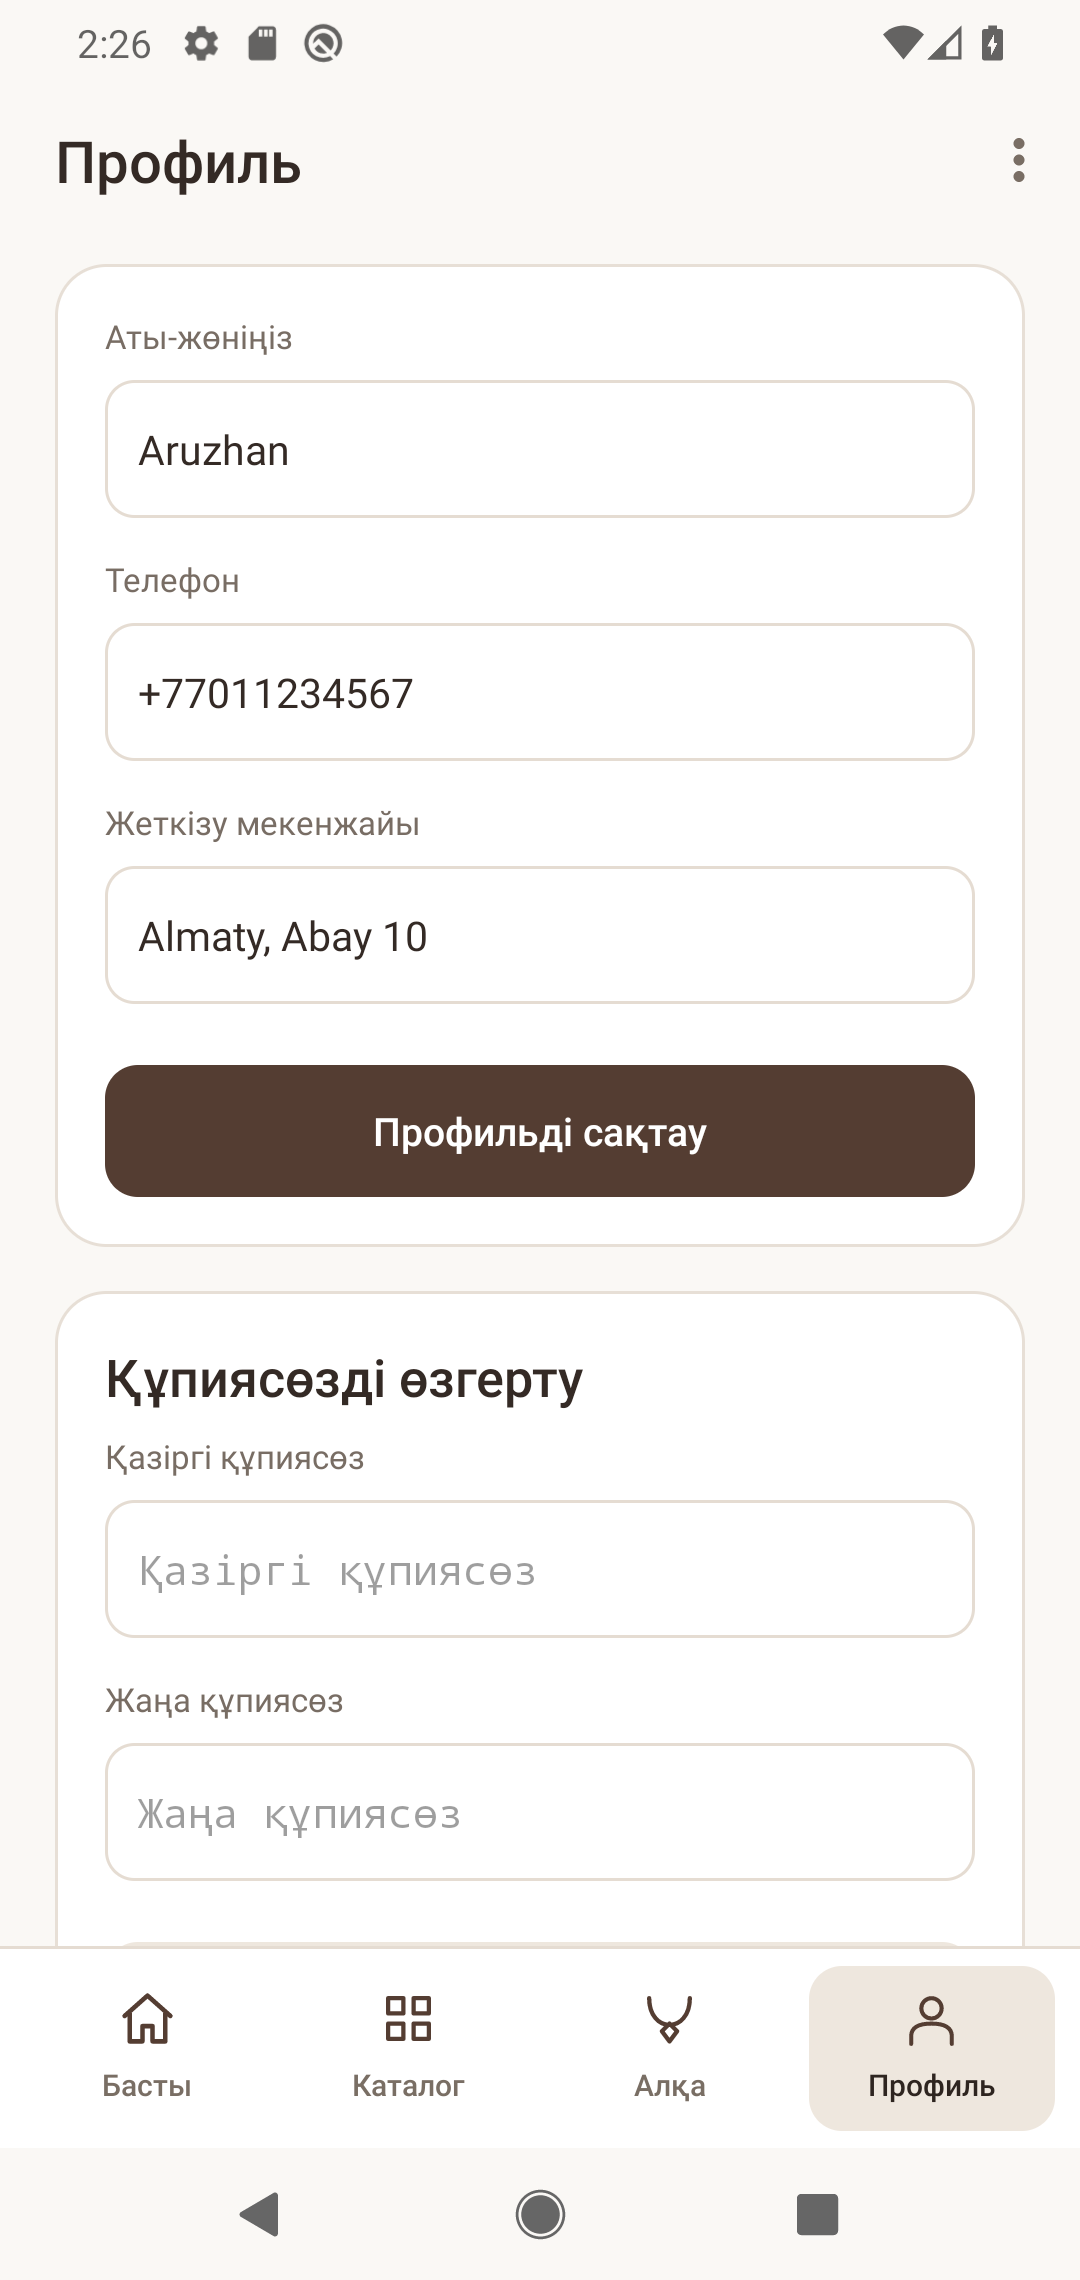 2:26
Профиль
Аты-жөніңіз
Aruzhan
Телефон
+77011234567
Жеткізу мекенжайы
Almaty, Abay 10
Профильді сақтау
Құпиясөзді өзгерту
Қазіргі құпиясөз
Қазіргі құпиясөз
Жаңа құпиясөз
Жаңа құпиясөз
Басты
Каталог
Алқа
Профиль